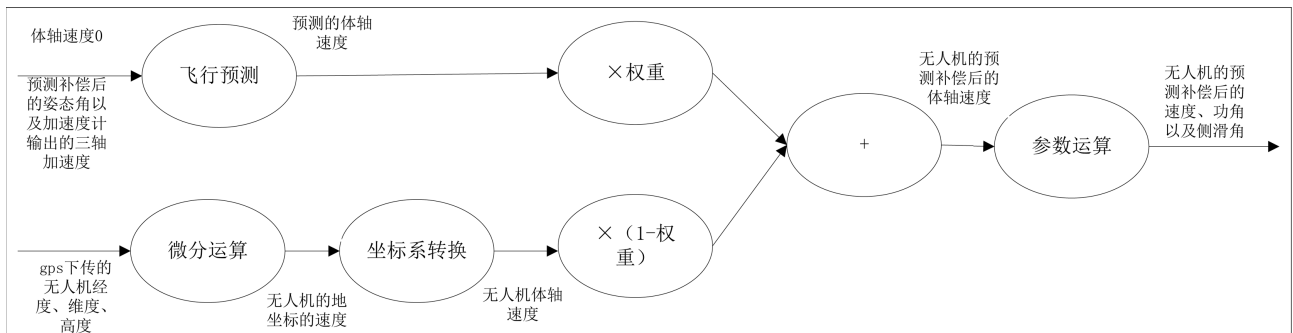 体轴速度0
预测补偿后
的姿态角以
及加速度计
输出的三轴
加速度
飞行预测
预测的体轴
速度
×权重
gps下传的
无人机经
度、维度、
高度
微分运算
无人机的地
坐标的速度
坐标系转换
无人机体轴
速度
×（1-权
重）
+
无人机的预
测补偿后的
体轴速度
参数运算
无人机的预
测补偿后的
速度、功角
以及侧滑角